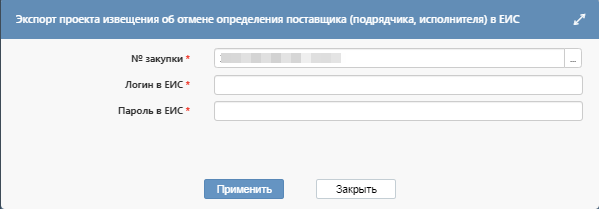 Экспорт проекта извещения об отмене определения поставщика (подрядчика, исполнителя) в ЕИС
№ закупки *
...
Логин в ЕИС *
Пароль в ЕИС *
Применить Закрыть